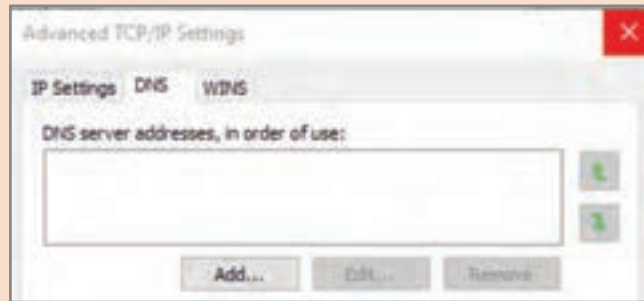 Advanced TCP/IP Settings
IP Settings DNS WINS
DNS server addresses, in order of use:
Add... Edit... Remove